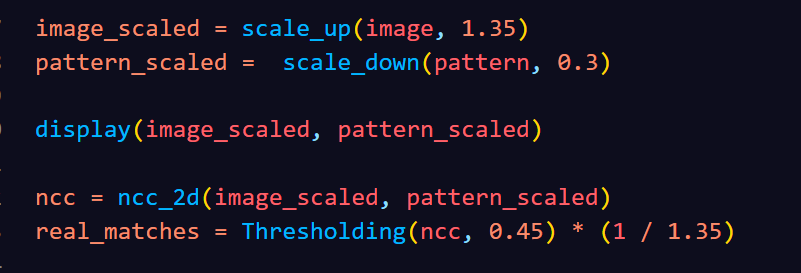 image_scaled = scale_up(image, 1.35)
pattern_scaled =  scale_down(pattern, 0.3)
display(image_scaled, pattern_scaled)
ncc = ncc_2d(image_scaled, pattern_scaled)
real_matches = Thresholding(ncc, 0.45) * (1 / 1.35)